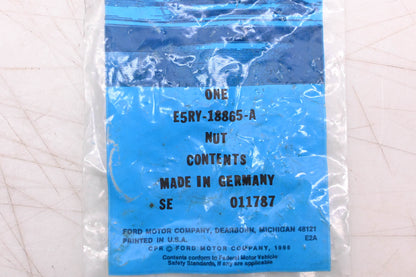 ONE
E5RY-18865-A
NUT
CONTENTS
MADE IN GERMANY
SE 011787
FORD MOTOR COMPANY, DEARBORN, MICHIGAN 48121
PRINTED IN U.S.A. E2A
CPR © FORD MOTOR COMPANY, 1986
Contents conform to Federal Motor Vehicle
Safety Standards, if any are applicable